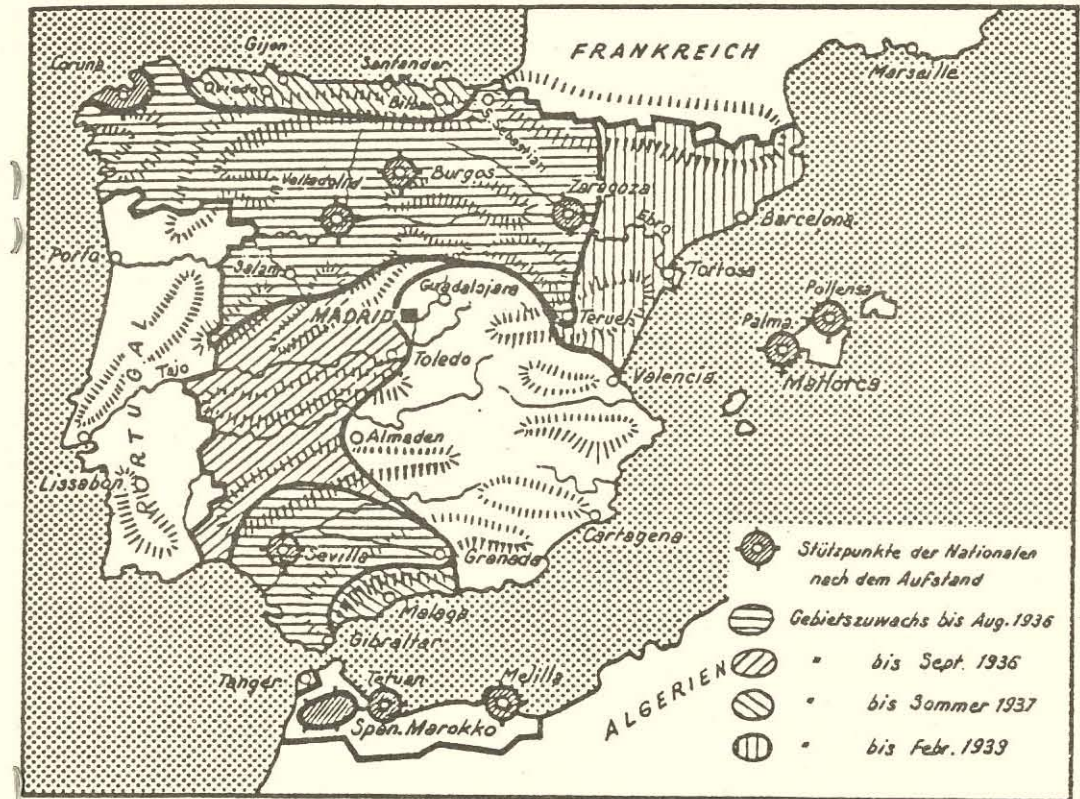 FRANKREICH
Marseille
Gijon
Coruna
Santander
Oviedo
Bilbao
S. Sebastian
Burgos
Valladolid
Zaragoza
Ebro
Barcelona
Porto
Salam.
Tortosa
Guadalajara
MADRID
Teruel
Pollensa
Palma
Mallorca
Tajo
Toledo
Valencia
PORTUGAL
Almaden
Lissabon
Cartagena
Sevilla
Granada
Malaga
Gibraltar
Tanger
Tetuan
Melilla
Span. Marokko
ALGERIEN
Stützpunkte der Nationalen
nach dem Aufstand
Gebietszuwachs bis Aug. 1936
" bis Sept. 1936
" bis Sommer 1937
" bis Febr. 1939